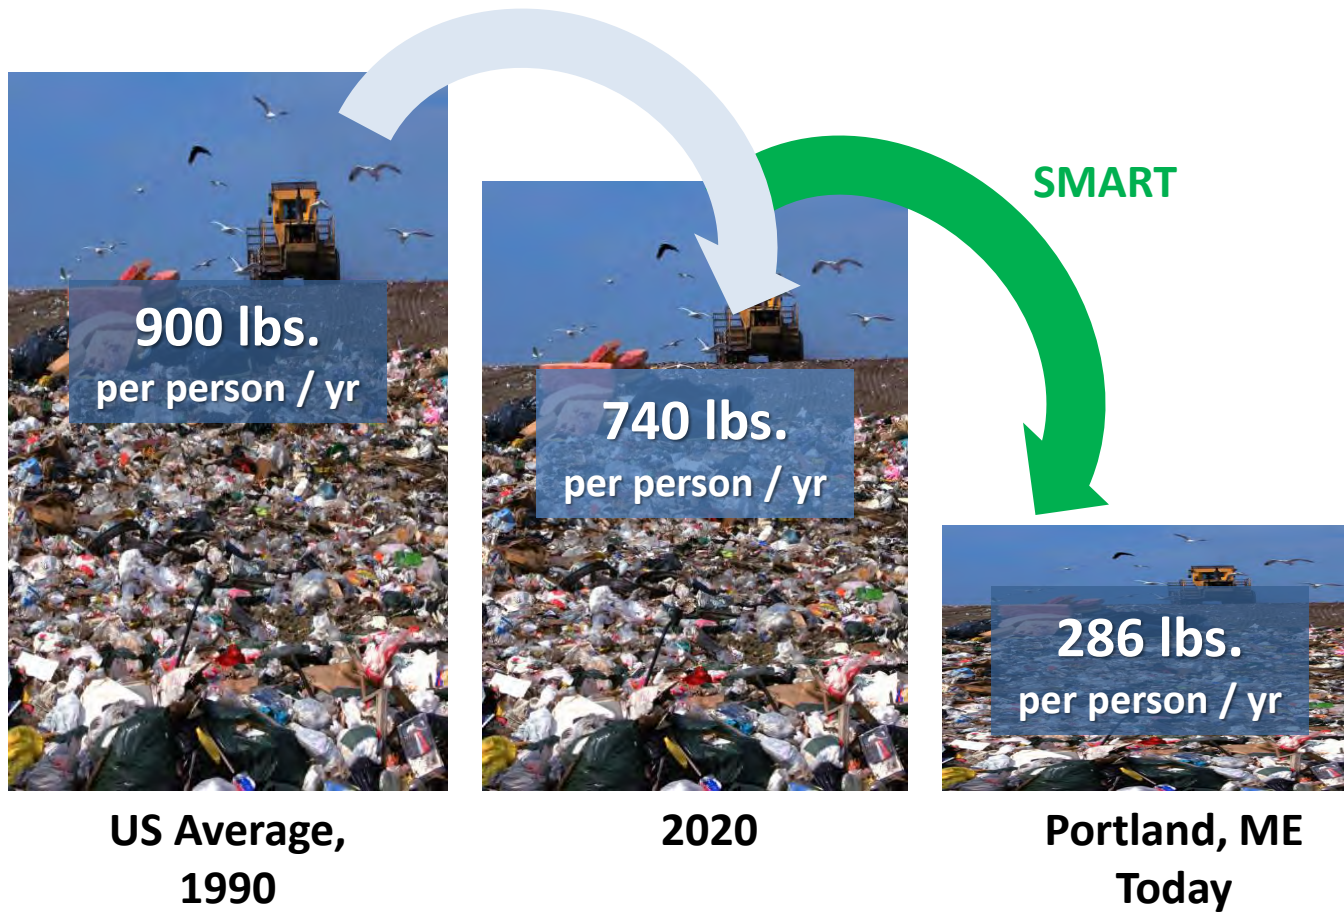 SMART
900 lbs.
per person / yr
740 lbs.
per person / yr
286 lbs.
per person / yr
US Average,
1990
2020
Portland, ME
Today